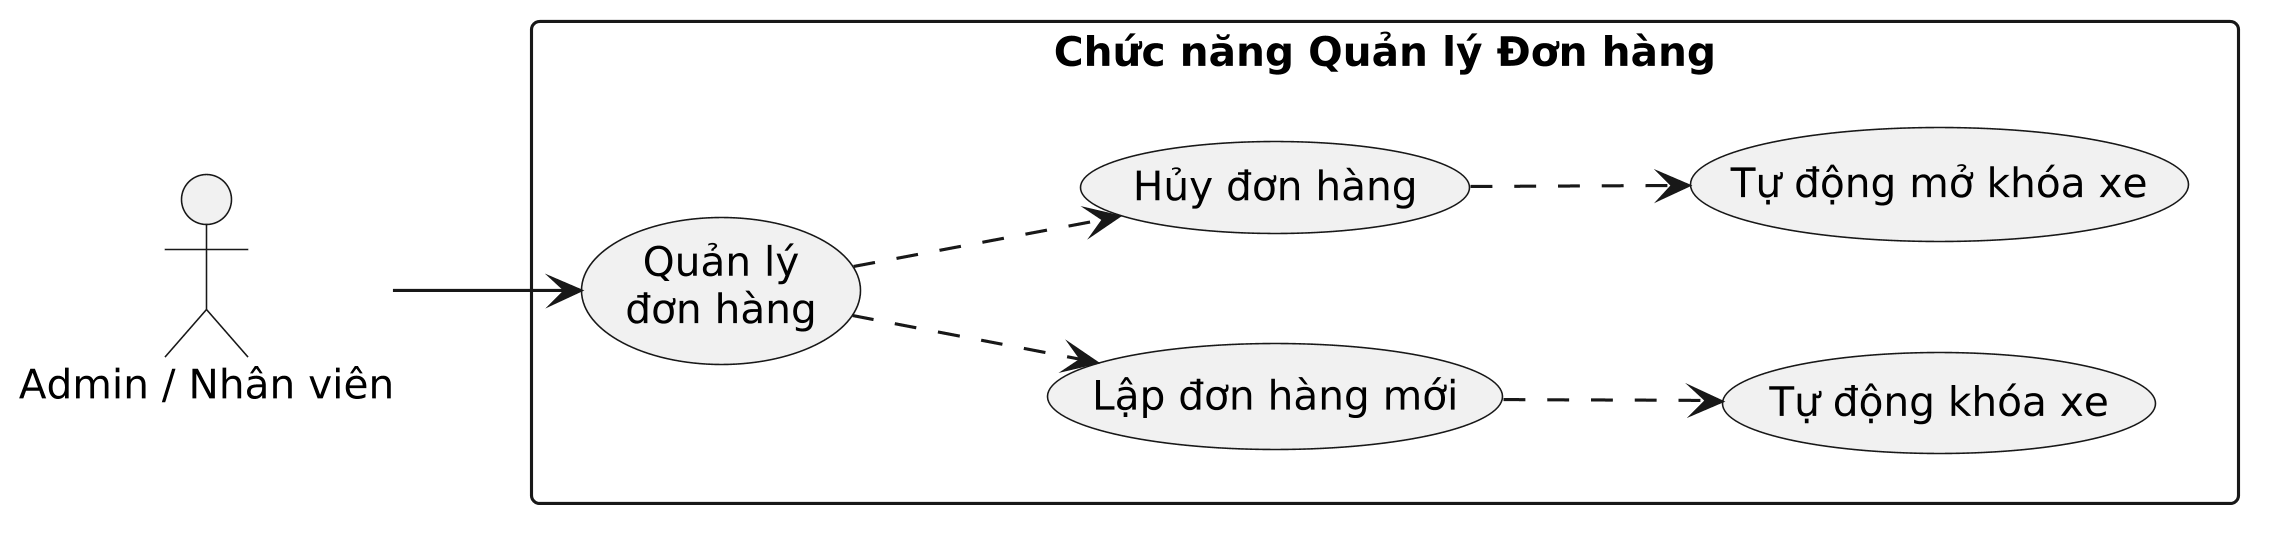 Chức năng Quản lý Đơn hàng
Admin / Nhân viên
Quản lý
đơn hàng
Hủy đơn hàng
Tự động mở khóa xe
Lập đơn hàng mới
Tự động khóa xe